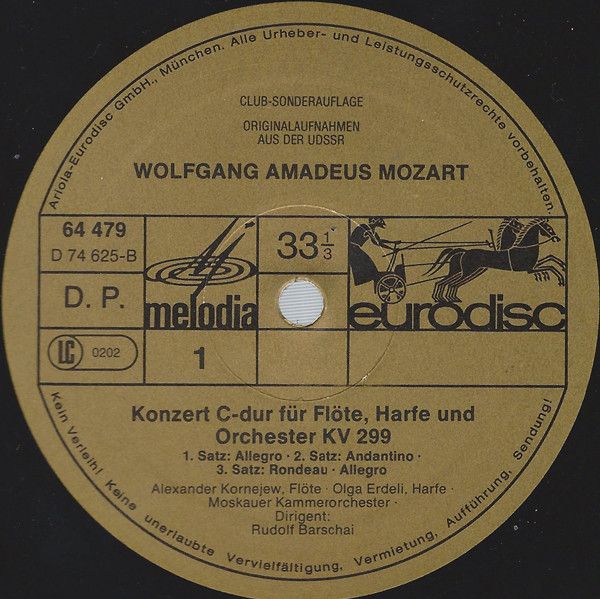 Ariola-Eurodisc GmbH., München. Alle Urheber- und Leistungsschutzrechte vorbehalten.
CLUB-SONDERAUFLAGE
ORIGINALAUFNAHMEN
AUS DER UDSSR
WOLFGANG AMADEUS MOZART
64 479
D 74 625-B
33 1/3
D. P.
melodia
eurodisc
LC 0202
1
Konzert C-dur für Flöte, Harfe und
Orchester KV 299
1. Satz: Allegro · 2. Satz: Andantino ·
3. Satz: Rondeau · Allegro
Alexander Kornejew, Flöte · Olga Erdeli, Harfe ·
Moskauer Kammerorchester ·
Dirigent:
Rudolf Barschai
Kein Verleih! Keine unerlaubte Vervielfältigung, Vermietung, Aufführung, Sendung!